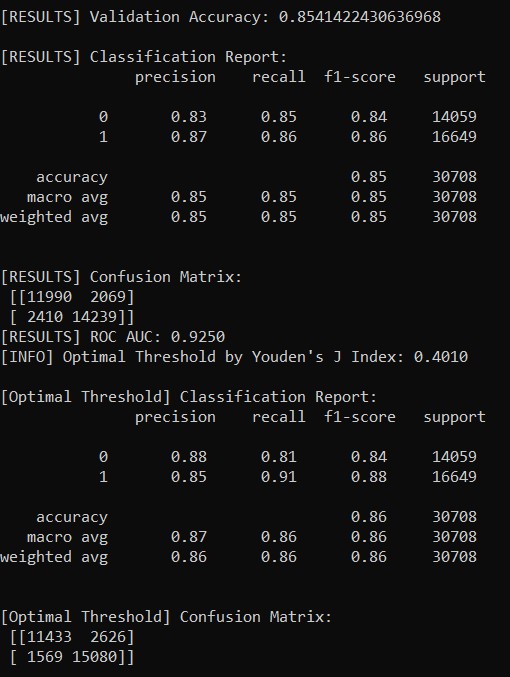 [RESULTS] Validation Accuracy: 0.8541422430636968
[RESULTS] Classification Report:
precision recall f1-score support
0 0.83 0.85 0.84 14059
1 0.87 0.86 0.86 16649
accuracy 0.85 30708
macro avg 0.85 0.85 0.85 30708
weighted avg 0.85 0.85 0.85 30708
[RESULTS] Confusion Matrix:
[[11990 2069]
[ 2410 14239]]
[RESULTS] ROC AUC: 0.9250
[INFO] Optimal Threshold by Youden's J Index: 0.4010
[Optimal Threshold] Classification Report:
precision recall f1-score support
0 0.88 0.81 0.84 14059
1 0.85 0.91 0.88 16649
accuracy 0.86 30708
macro avg 0.87 0.86 0.86 30708
weighted avg 0.86 0.86 0.86 30708
[Optimal Threshold] Confusion Matrix:
[[11433 2626]
[ 1569 15080]]